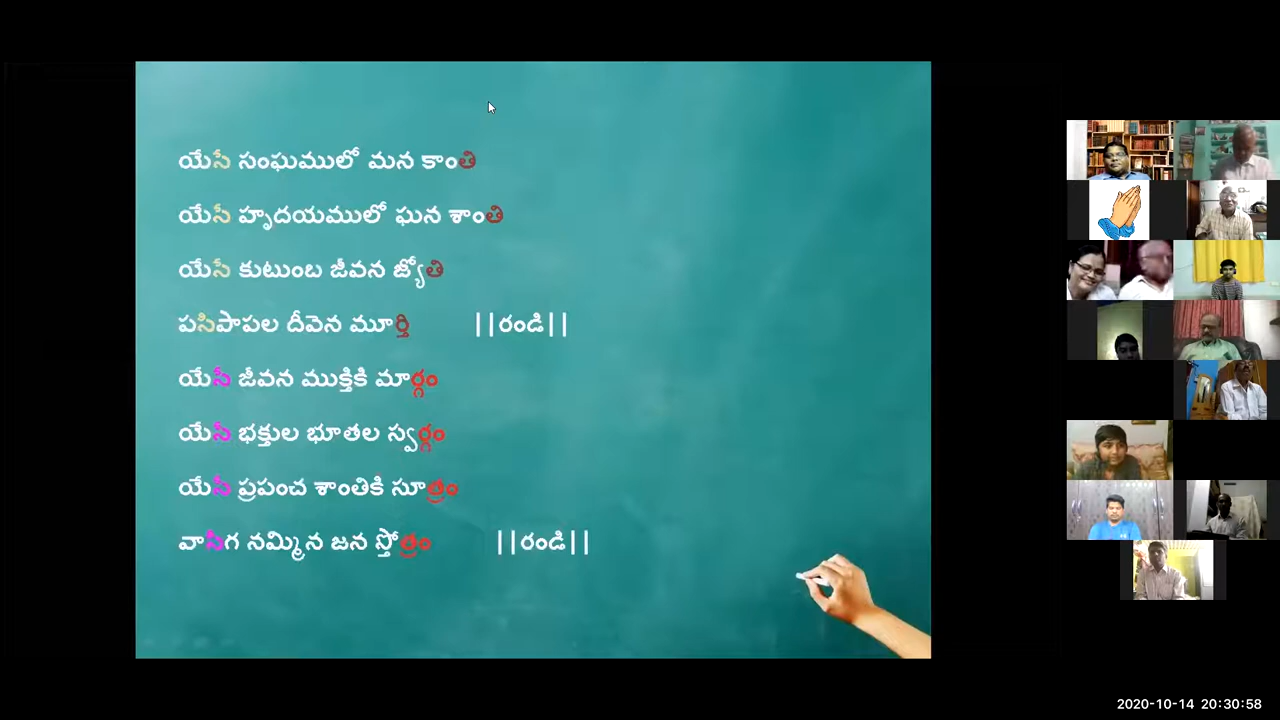 యేసే సంఘములో మన కాంతి
యేసే హృదయములో ఘన శాంతి
యేసే కుటుంబ జీవన జ్యోతి
పసిపాపల దీవెన మూర్తి ||రండి||
యేసే జీవన ముక్తికి మార్గం
యేసే భక్తుల భూతల స్వర్గం
యేసే ప్రపంచ శాంతికి సూత్రం
వాసిగ నమ్మిన జన స్తోత్రం ||రండి||
2020-10-14 20:30:58